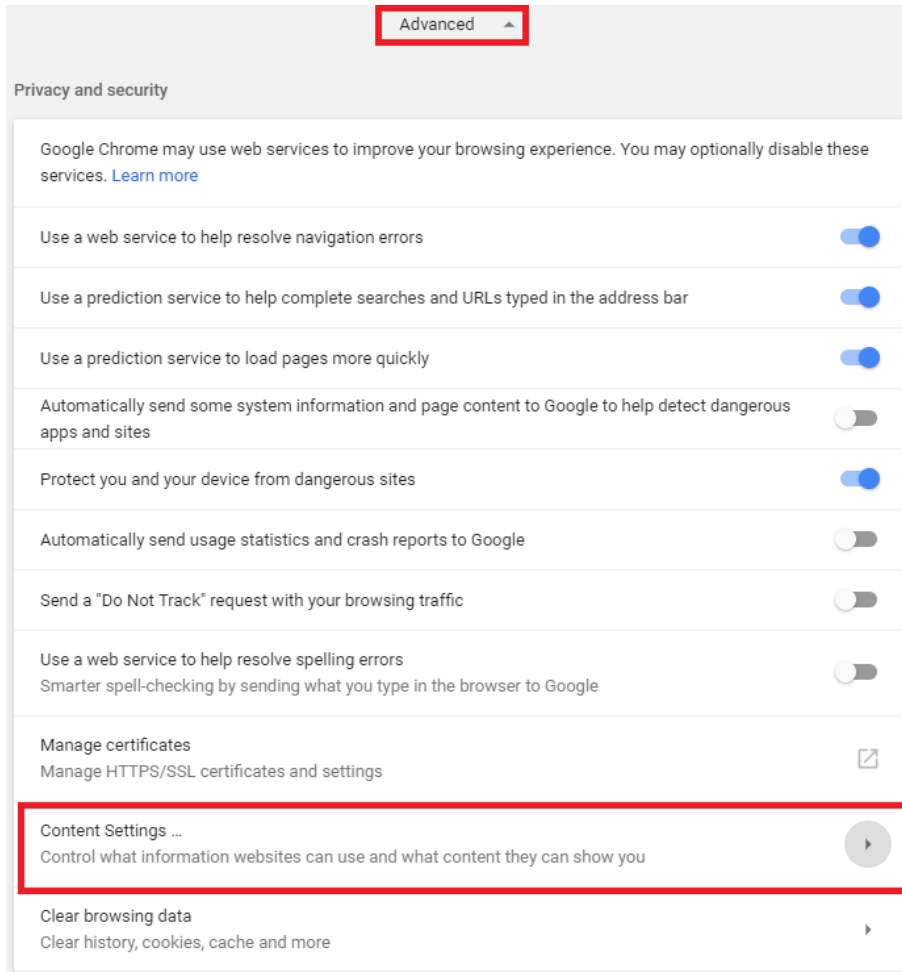 Advanced
Privacy and security
Google Chrome may use web services to improve your browsing experience. You may optionally disable these
services. Learn more
Use a web service to help resolve navigation errors
Use a prediction service to help complete searches and URLs typed in the address bar
Use a prediction service to load pages more quickly
Automatically send some system information and page content to Google to help detect dangerous
apps and sites
Protect you and your device from dangerous sites
Automatically send usage statistics and crash reports to Google
Send a "Do Not Track" request with your browsing traffic
Use a web service to help resolve spelling errors
Smarter spell-checking by sending what you type in the browser to Google
Manage certificates
Manage HTTPS/SSL certificates and settings
Content Settings ...
Control what information websites can use and what content they can show you
Clear browsing data
Clear history, cookies, cache and more